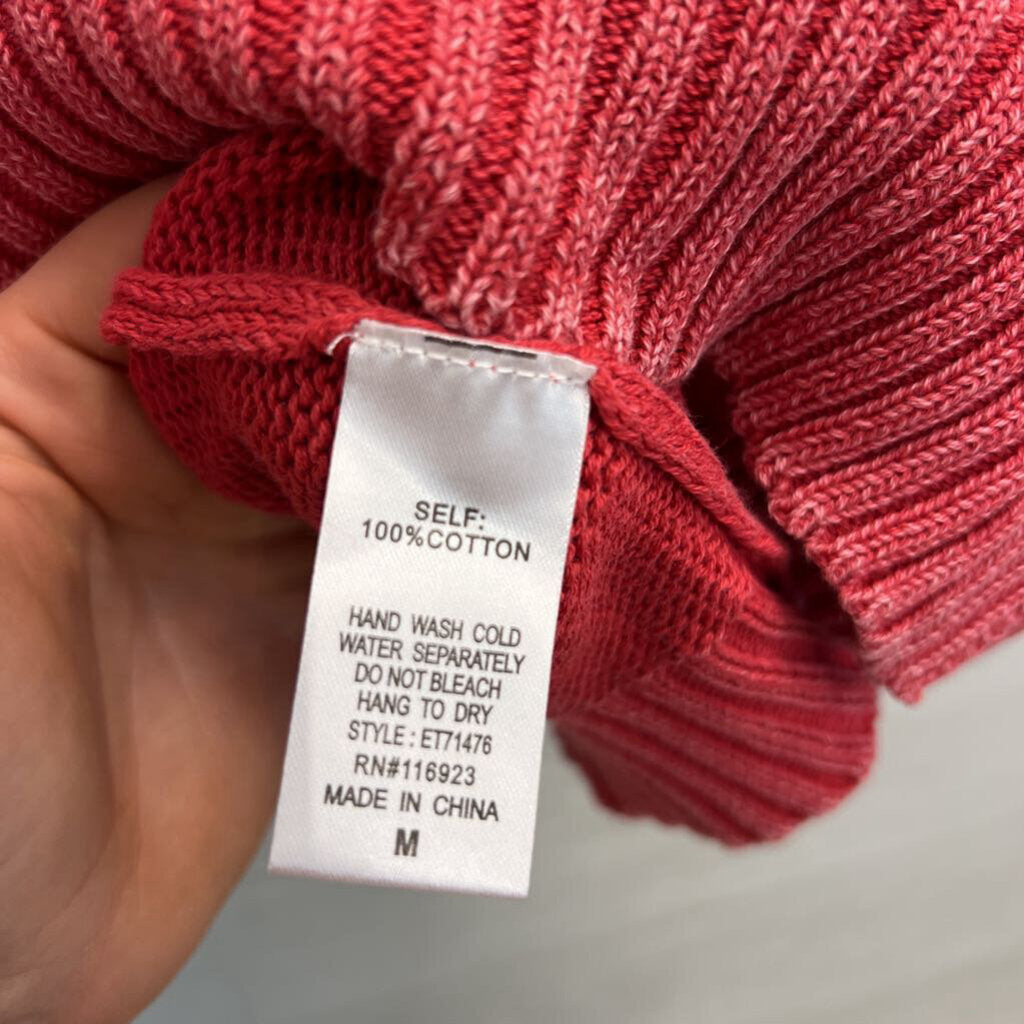 SELF:
100%COTTON
HAND WASH COLD
WATER SEPARATELY
DO NOT BLEACH
HANG TO DRY
STYLE : ET71476
RN#116923
MADE IN CHINA
M